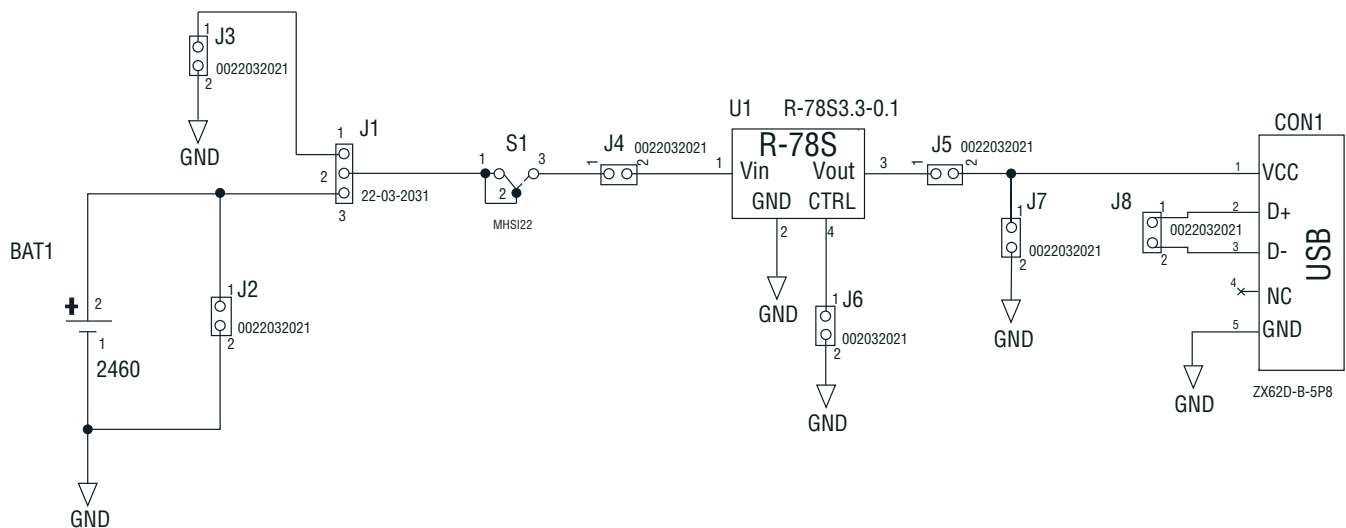 1
J3
0022032021
2
GND
1
J1
2
22-03-2031
3
S1
1
3
2
MHSI22
J4
1
2
0022032021
U1
R-78S3.3-0.1
R-78S
1
Vin
Vout
3
GND
CTRL
2
4
GND
J5
0022032021
1
2
1
J6
002032021
2
GND
1
J7
0022032021
2
GND
J8
1
0022032021
2
CON1
1
VCC
2
D+
3
D-
4
NC
5
GND
USB
GND
ZX62D-B-5P8
BAT1
+
2
1
2460
1
J2
0022032021
2
GND